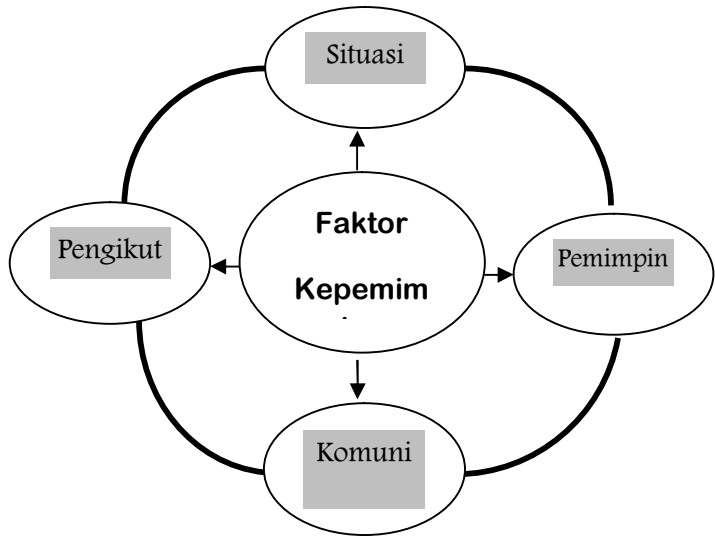 Situasi
Faktor
Pengikut
Pemimpin
Kepemim
Komuni